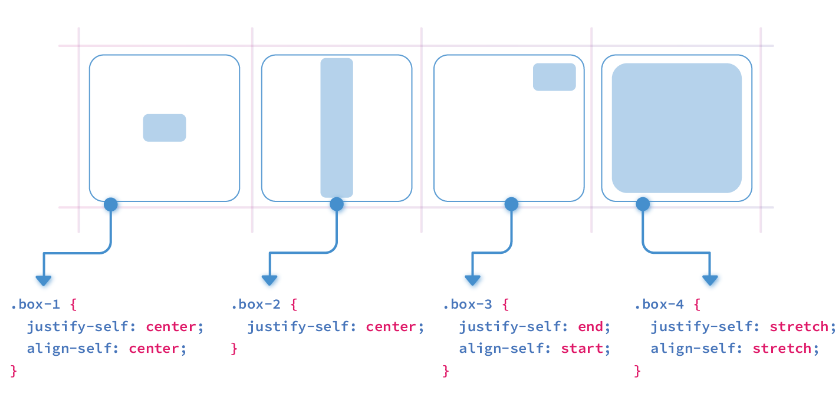 .box-1 {
  justify-self: center;
  align-self: center;
}
.box-2 {
  justify-self: center;
}
.box-3 {
  justify-self: end;
  align-self: start;
}
.box-4 {
  justify-self: stretch;
  align-self: stretch;
}